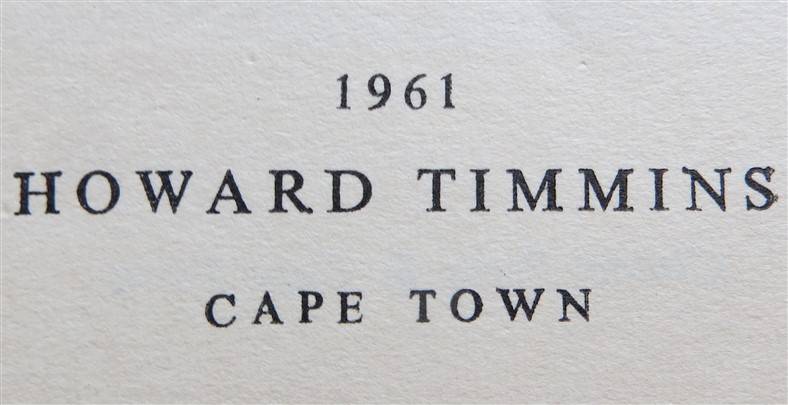 1961
HOWARD TIMMINS
CAPE TOWN